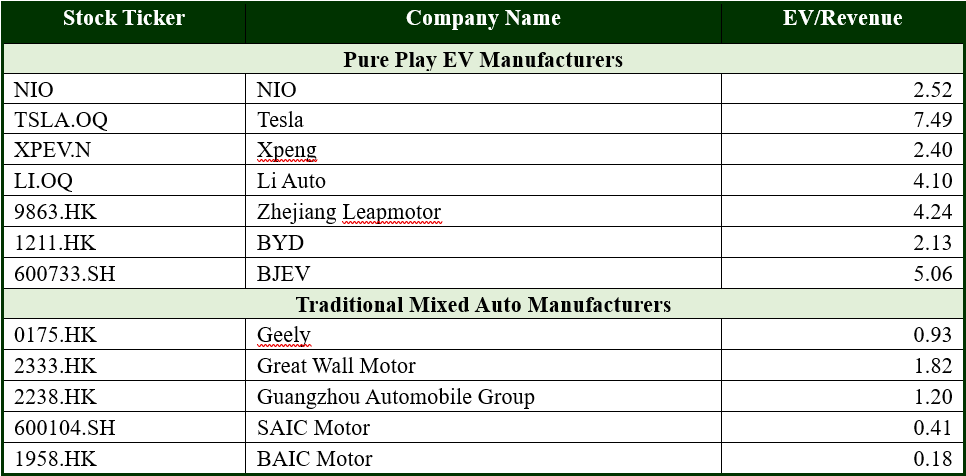 Stock Ticker Company Name EV/Revenue
Pure Play EV Manufacturers
NIO NIO 2.52
TSLA.OQ Tesla 7.49
XPEV.N Xpeng 2.40
LI.OQ Li Auto 4.10
9863.HK Zhejiang Leapmotor 4.24
1211.HK BYD 2.13
600733.SH BJEV 5.06
Traditional Mixed Auto Manufacturers
0175.HK Geely 0.93
2333.HK Great Wall Motor 1.82
2238.HK Guangzhou Automobile Group 1.20
600104.SH SAIC Motor 0.41
1958.HK BAIC Motor 0.18